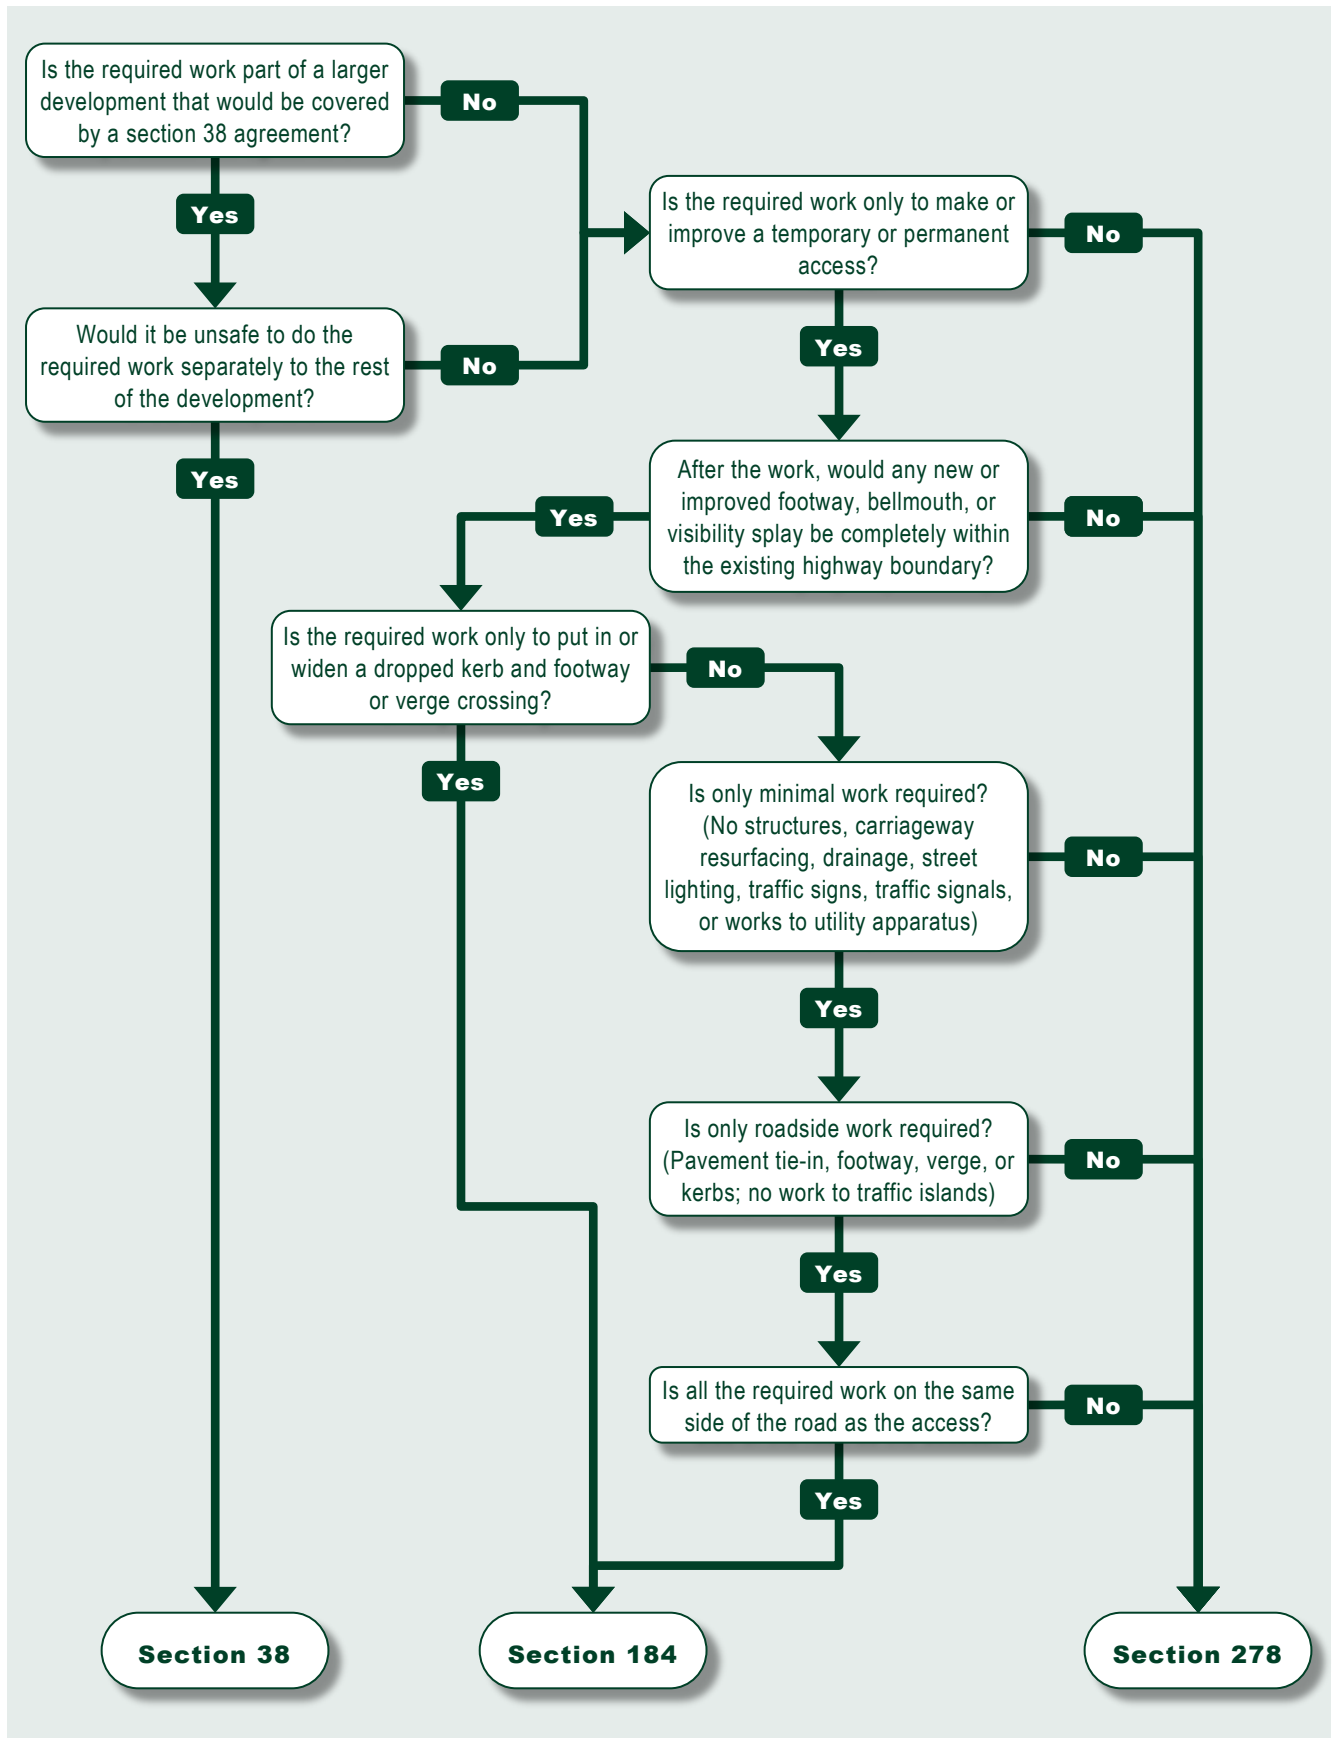 Is the required work part of a larger
development that would be covered
by a section 38 agreement?
No
Yes
Is the required work only to make or
improve a temporary or permanent
access?
No
Yes
Would it be unsafe to do the
required work separately to the rest
of the development?
No
Yes
After the work, would any new or
improved footway, bellmouth, or
visibility splay be completely within
the existing highway boundary?
Yes
No
Is the required work only to put in or
widen a dropped kerb and footway
or verge crossing?
No
Yes
Is only minimal work required?
(No structures, carriageway
resurfacing, drainage, street
lighting, traffic signs, traffic signals,
or works to utility apparatus)
No
Yes
Is only roadside work required?
(Pavement tie-in, footway, verge, or
kerbs; no work to traffic islands)
No
Yes
Is all the required work on the same
side of the road as the access?
No
Yes
Section 38
Section 184
Section 278